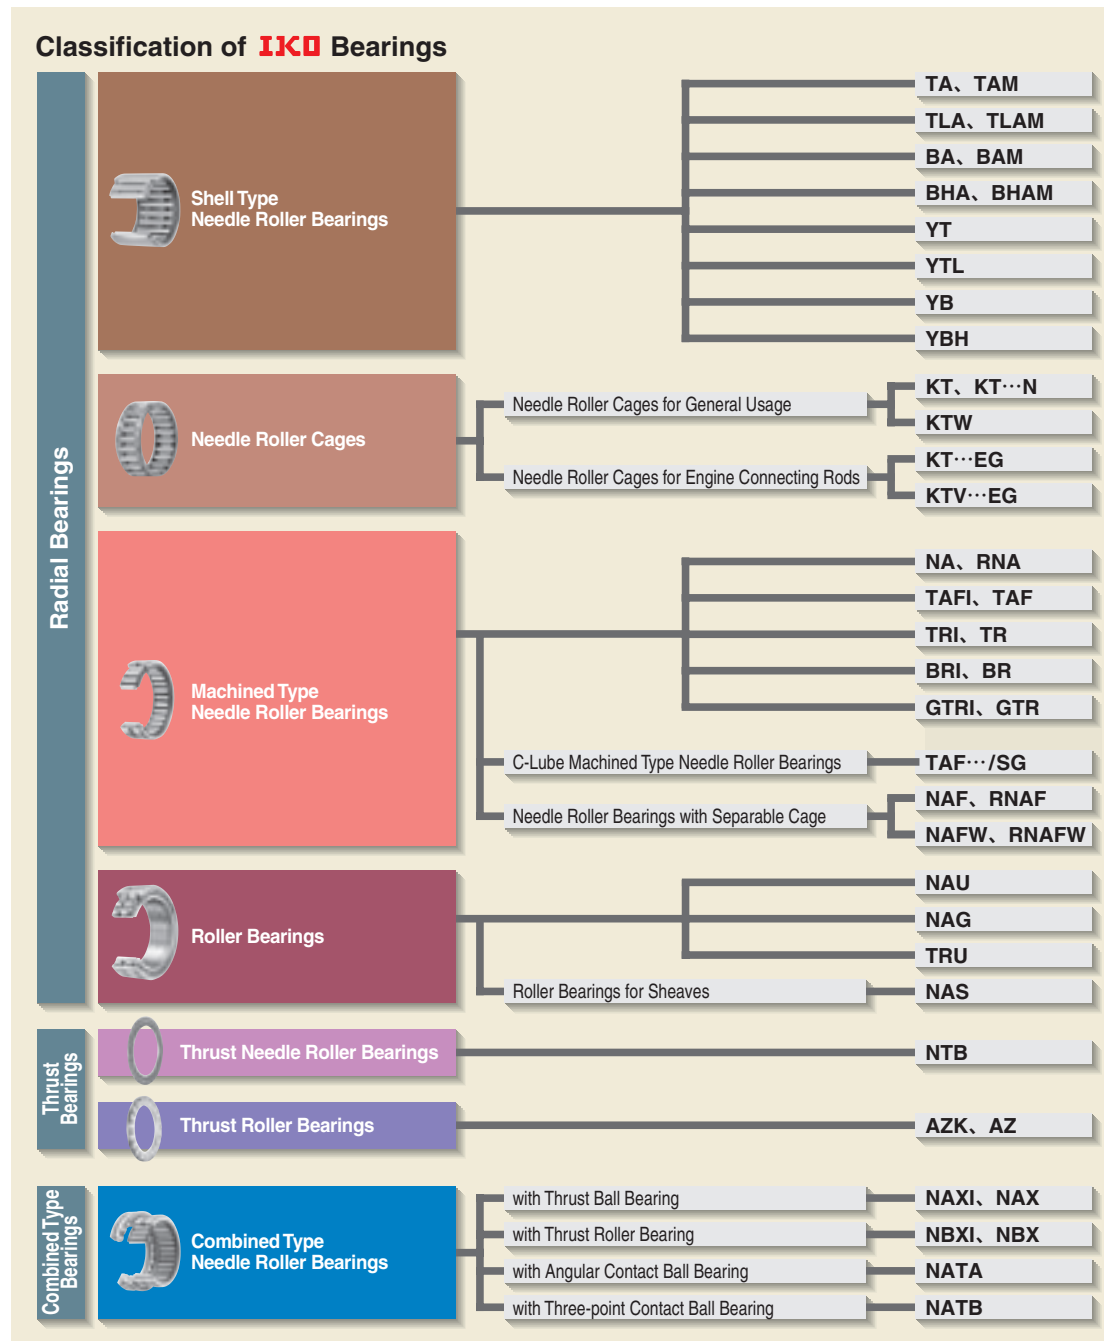 Classification of IKO Bearings
Radial Bearings
Shell Type
Needle Roller Bearings
TA、TAM
TLA、TLAM
BA、BAM
BHA、BHAM
YT
YTL
YB
YBH
Needle Roller Cages
Needle Roller Cages for General Usage
KT、KT···N
KTW
Needle Roller Cages for Engine Connecting Rods
KT···EG
KTV···EG
Machined Type
Needle Roller Bearings
NA、RNA
TAFI、TAF
TRI、TR
BRI、BR
GTRI、GTR
C-Lube Machined Type Needle Roller Bearings
TAF···/SG
Needle Roller Bearings with Separable Cage
NAF、RNAF
NAFW、RNAFW
Roller Bearings
NAU
NAG
TRU
Roller Bearings for Sheaves
NAS
Thrust
Bearings
Thrust Needle Roller Bearings
NTB
Thrust Roller Bearings
AZK、AZ
Combined Type
Bearings
Combined Type
Needle Roller Bearings
with Thrust Ball Bearing
NAXI、NAX
with Thrust Roller Bearing
NBXI、NBX
with Angular Contact Ball Bearing
NATA
with Three-point Contact Ball Bearing
NATB